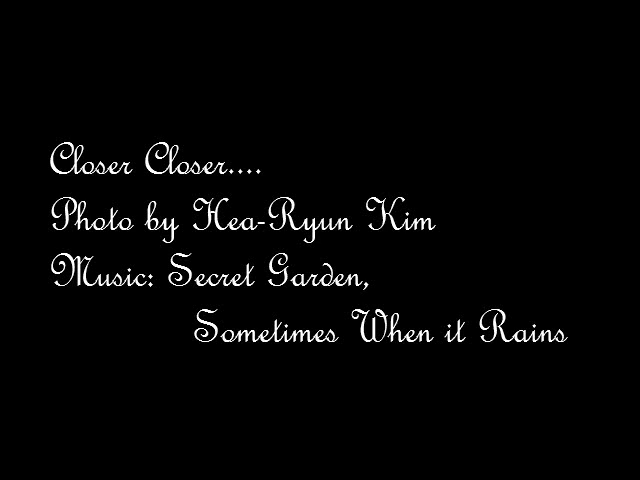 Closer Closer....
Photo by Hea-Ryun Kim
Music: Secret Garden,
Sometimes When it Rains